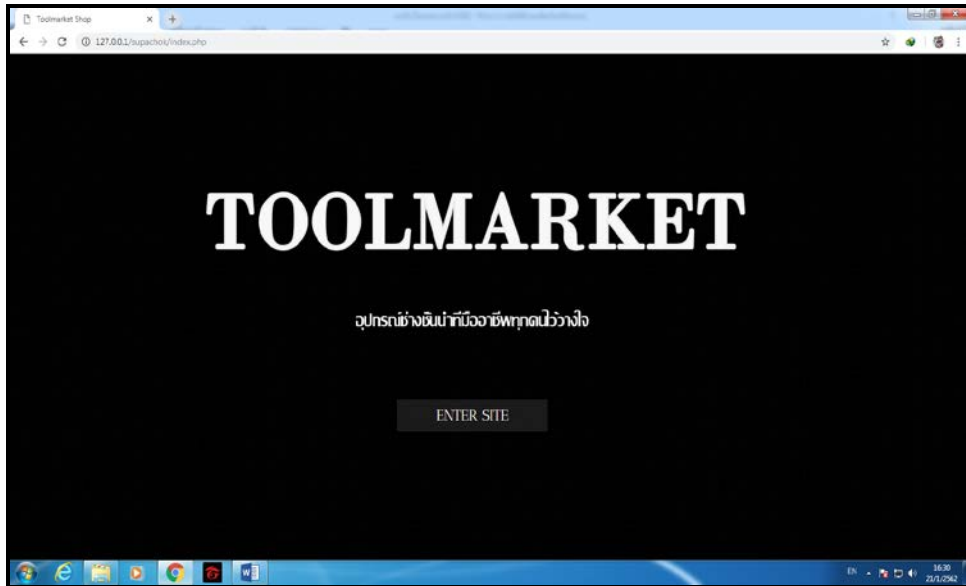 Toolmarket Shop
127.0.0.1/supachok/index.php
TOOLMARKET
อุปกรณ์ช่างชั้นนำที่มืออาชีพทุกคนไว้วางใจ
ENTER SITE
EN
16:30
21/1/2562